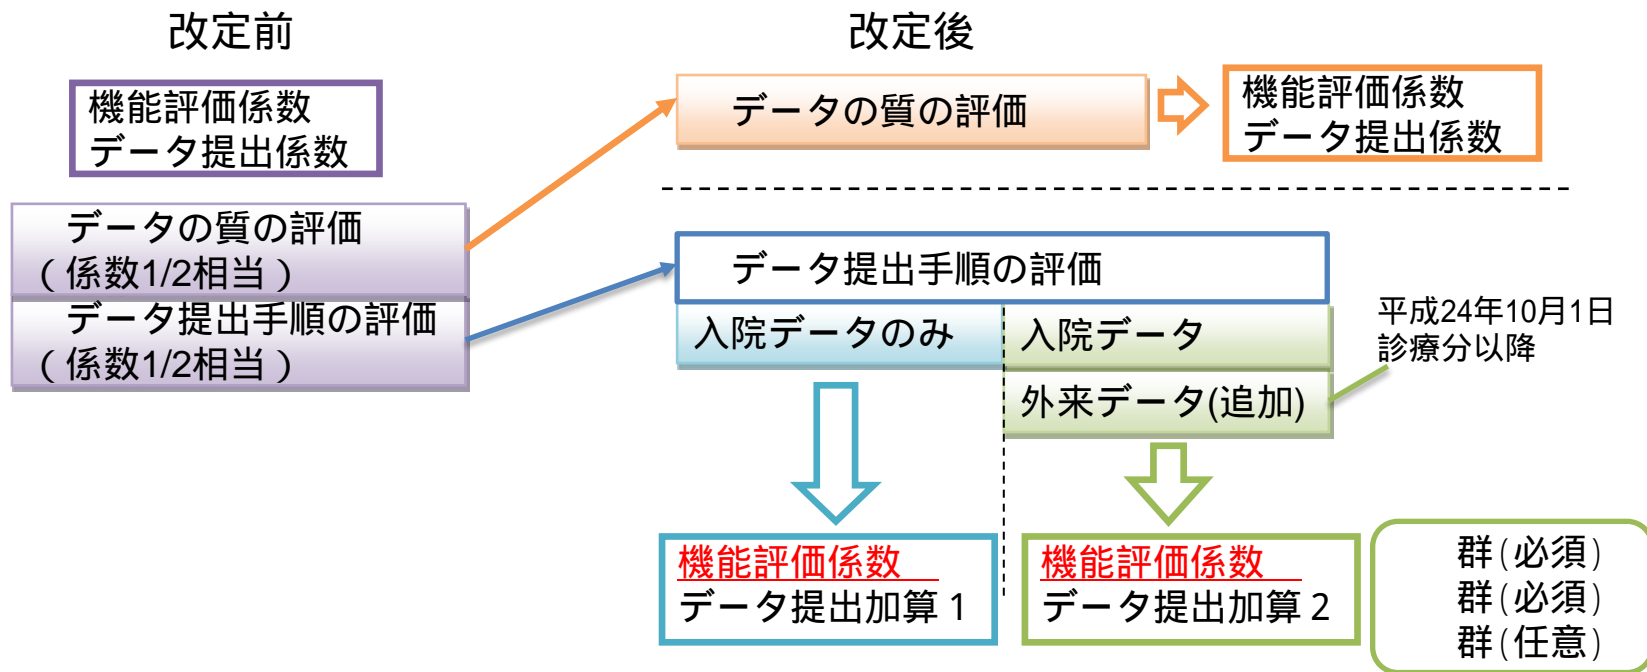 改定前
機能評価係数
データ提出係数
データの質の評価
(係数1/2相当)
データ提出手順の評価
(係数1/2相当)
改定後
データの質の評価
機能評価係数
データ提出係数
データ提出手順の評価
入院データのみ
入院データ
外来データ(追加)
平成24年10月1日
診療分以降
機能評価係数
データ提出加算1
機能評価係数
データ提出加算2
群(必須)
群(必須)
群(任意)